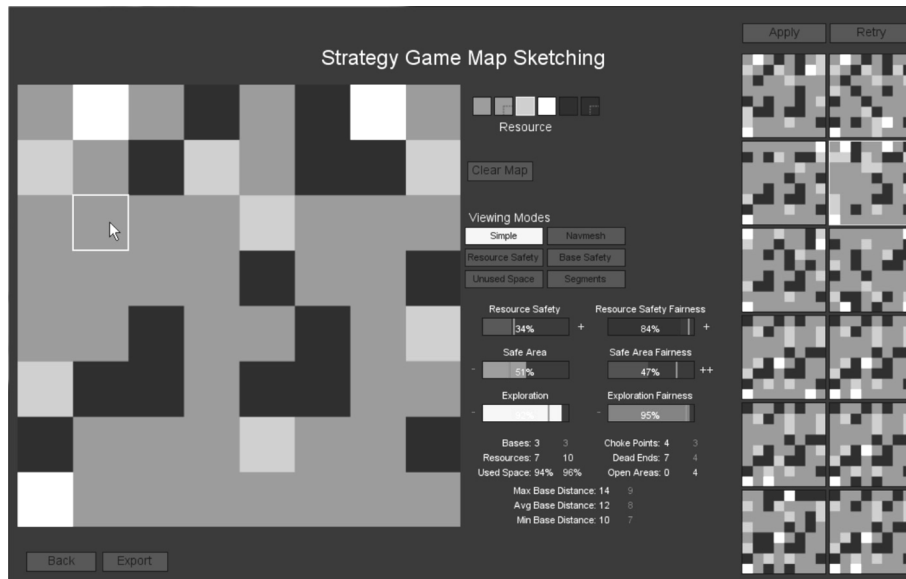 Apply Retry
Strategy Game Map Sketching
Resource
Clear Map
Viewing Modes
Simple Navmesh
Resource Safety Base Safety
Unused Space Segments
Resource Safety Resource Safety Fairness
34% + 84% +
Safe Area Safe Area Fairness
- 51% 47% ++
Exploration Exploration Fairness
- - 95%
Bases: 3 3 Choke Points: 4 3
Resources: 7 10 Dead Ends: 7 4
Used Space: 94% 96% Open Areas: 0 4
Max Base Distance: 14 9
Avg Base Distance: 12 8
Min Base Distance: 10 7
Back Export